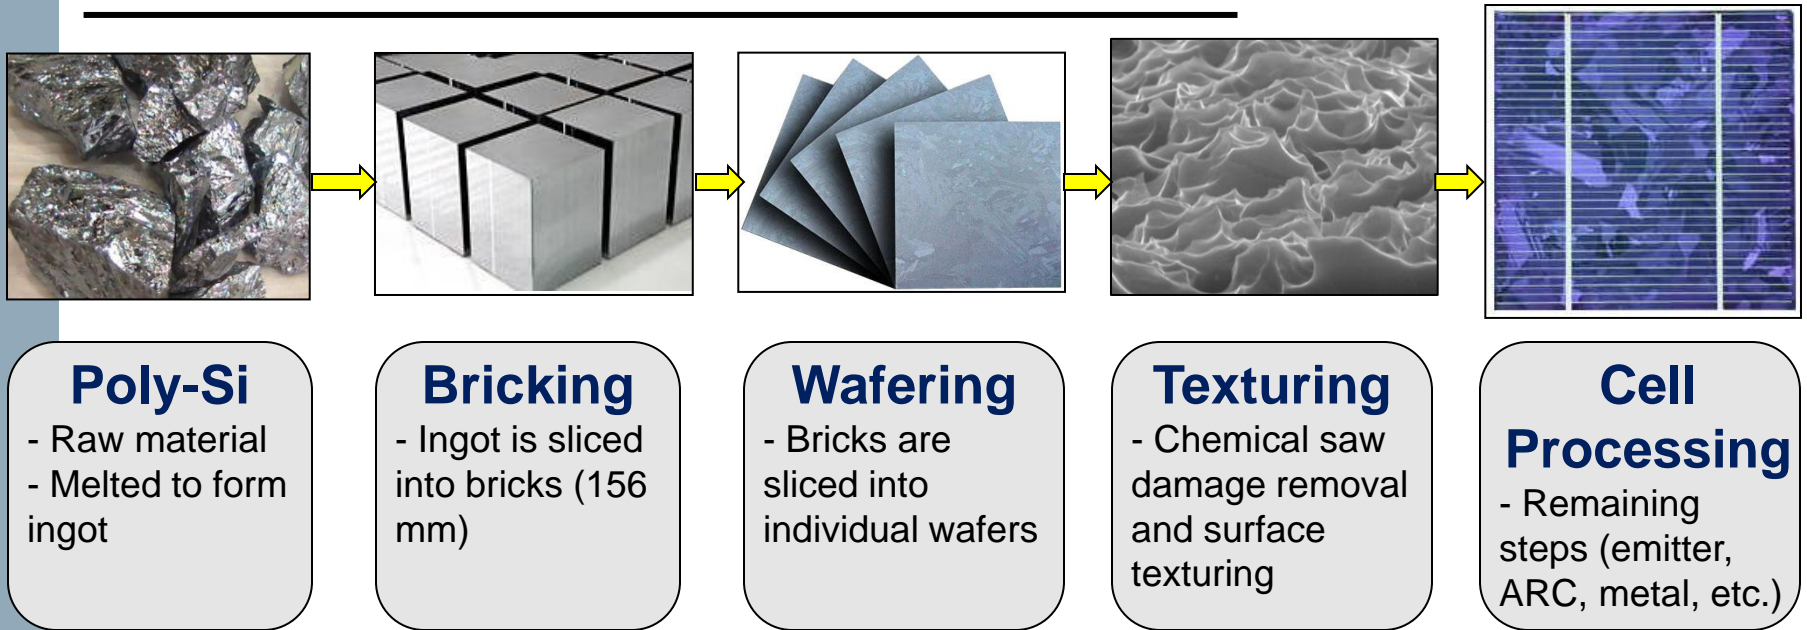 Poly-Si
- Raw material
- Melted to form
ingot
Bricking
- Ingot is sliced
into bricks (156
mm)
Wafering
- Bricks are
sliced into
individual wafers
Texturing
- Chemical saw
damage removal
and surface
texturing
Cell
Processing
- Remaining
steps (emitter,
ARC, metal, etc.)